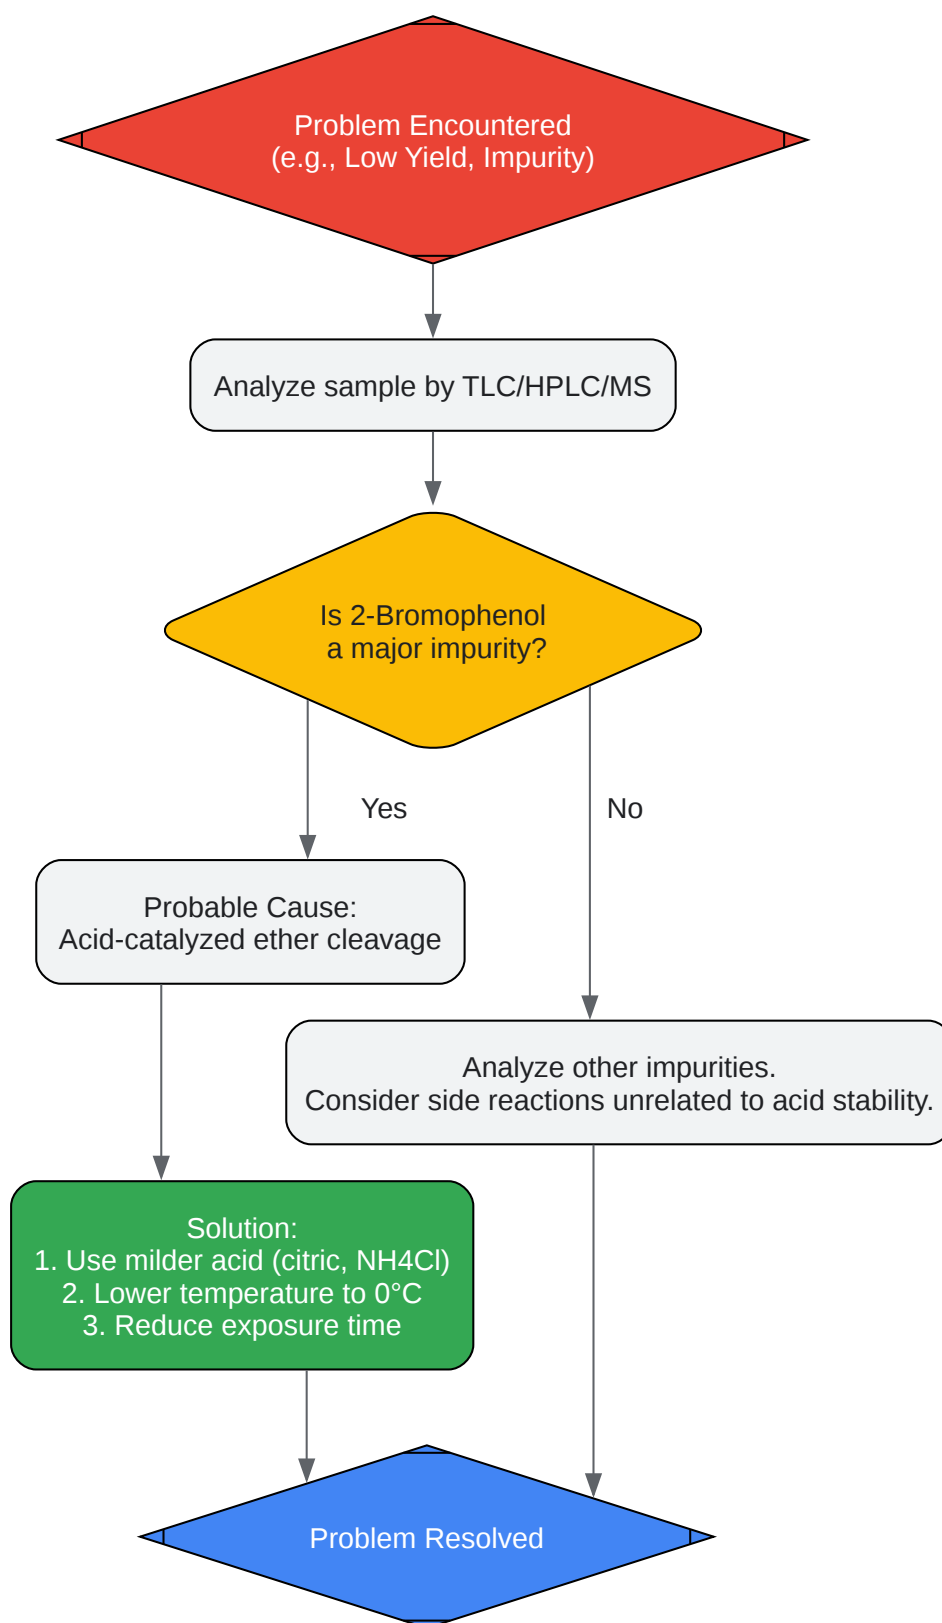 Problem Encountered
(e.g., Low Yield, Impurity)
Analyze sample by TLC/HPLC/MS
Is 2-Bromophenol
a major impurity?
Yes
No
Probable Cause:
Acid-catalyzed ether cleavage
Analyze other impurities.
Consider side reactions unrelated to acid stability.
Solution:
1. Use milder acid (citric, NH4Cl)
2. Lower temperature to 0°C
3. Reduce exposure time
Problem Resolved